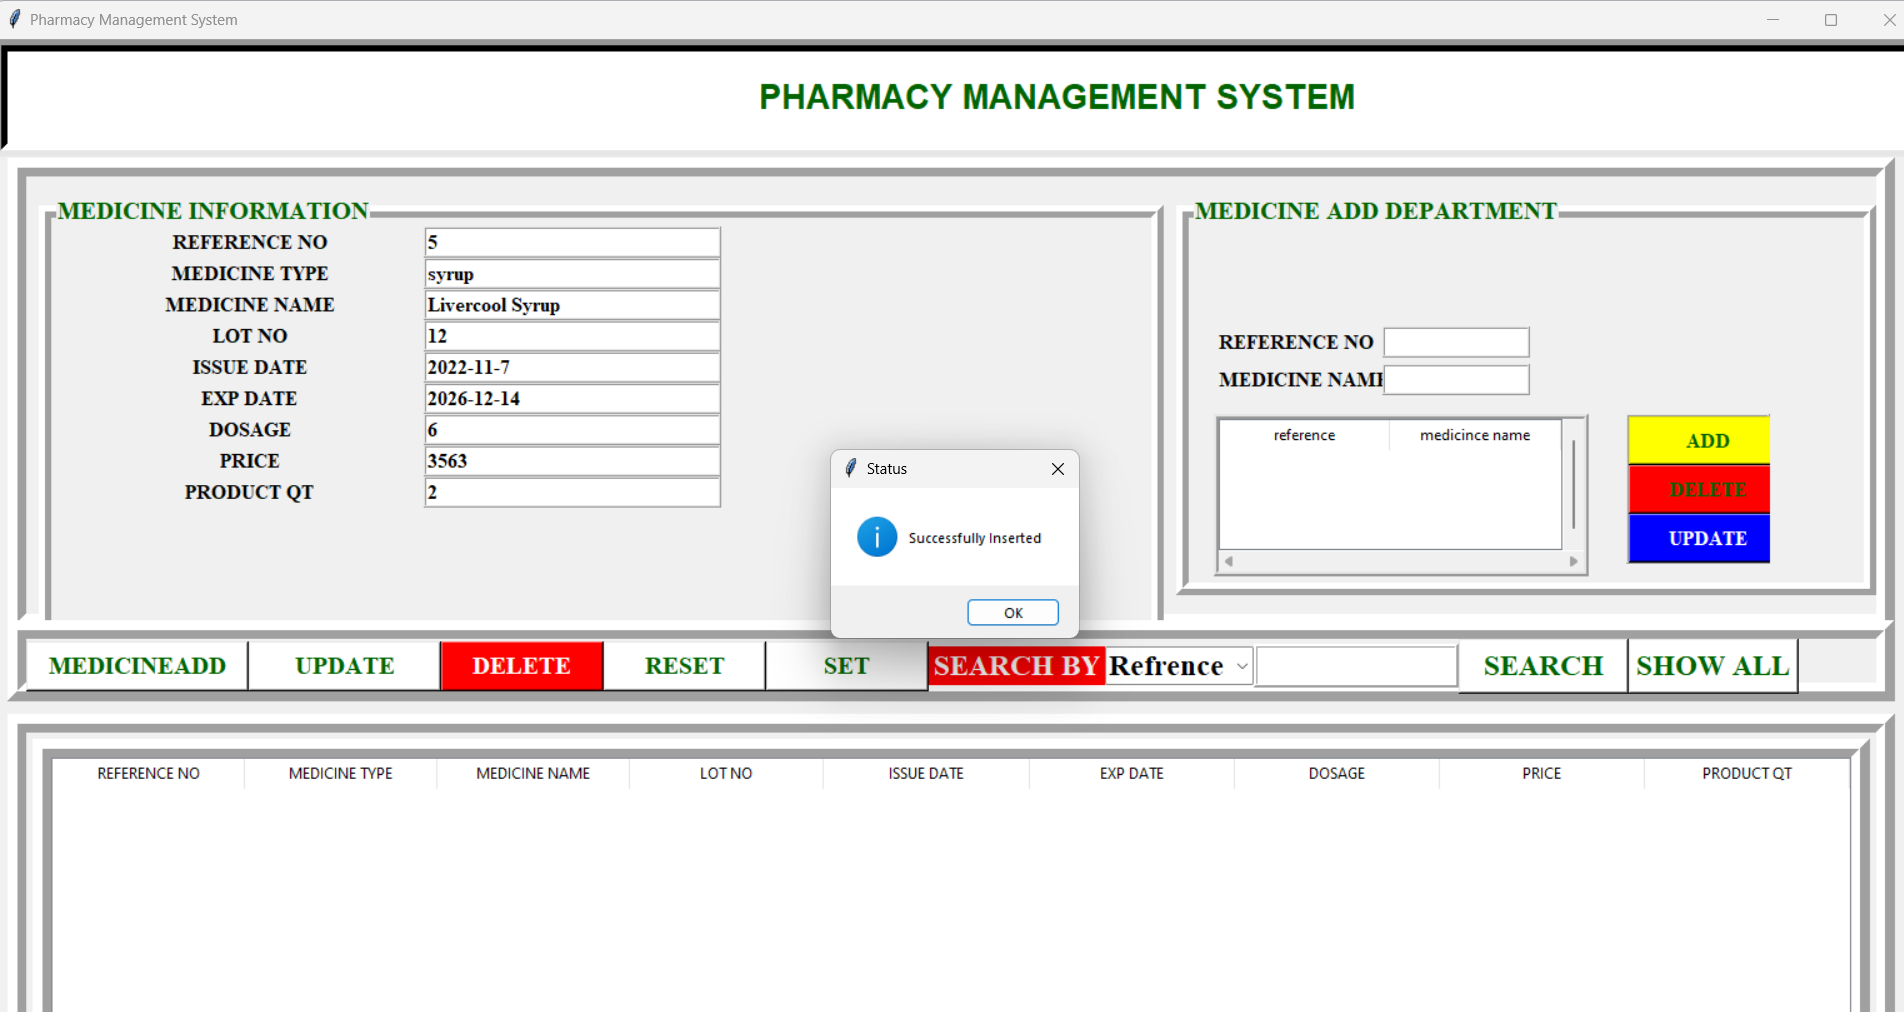 Pharmacy Management System
PHARMACY MANAGEMENT SYSTEM
MEDICINE INFORMATION
REFERENCE NO 5
MEDICINE TYPE syrup
MEDICINE NAME Livercool Syrup
LOT NO 12
ISSUE DATE 2022-11-7
EXP DATE 2026-12-14
DOSAGE 6
PRICE 3563
PRODUCT QT 2
MEDICINE ADD DEPARTMENT
REFERENCE NO
MEDICINE NAME
reference medicince name
ADD
DELETE
UPDATE
Status
Successfully Inserted
OK
MEDICINEADD UPDATE DELETE RESET SET SEARCH BY Refrence SEARCH SHOW ALL
REFERENCE NO MEDICINE TYPE MEDICINE NAME LOT NO ISSUE DATE EXP DATE DOSAGE PRICE PRODUCT QT